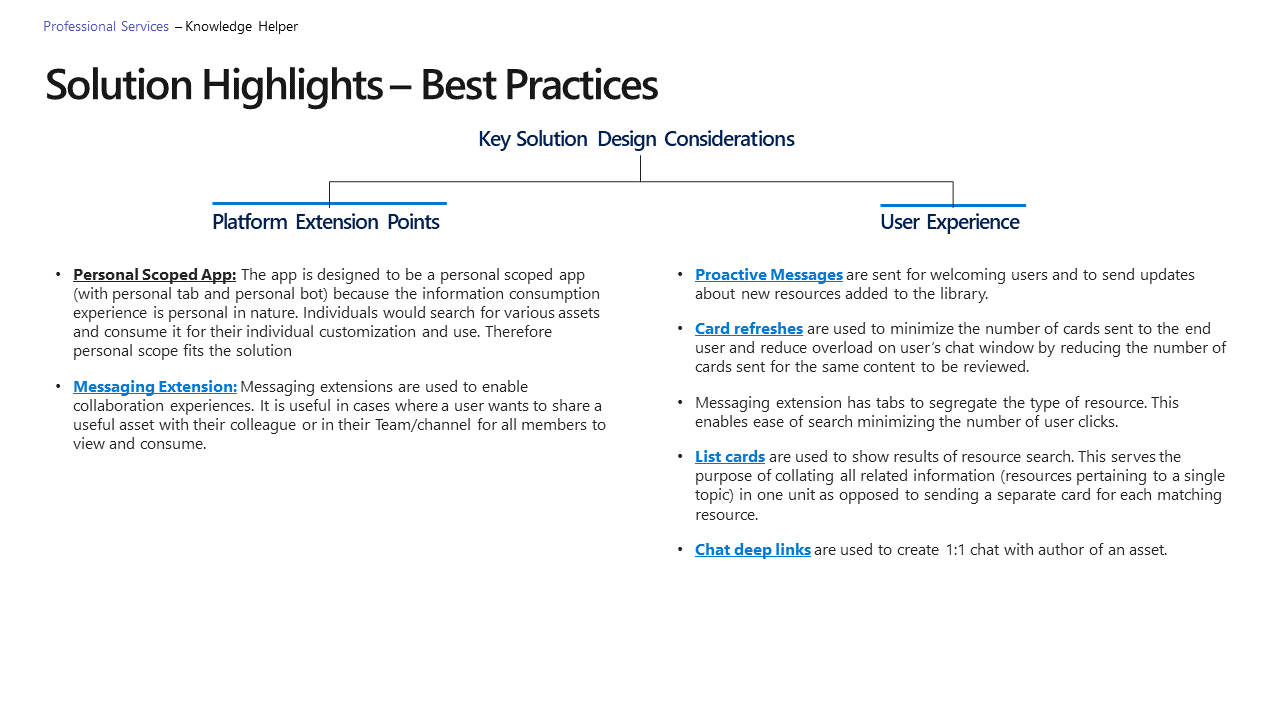 Professional Services – Knowledge Helper
Solution Highlights – Best Practices
Key Solution Design Considerations
Platform Extension Points
• Personal Scoped App: The app is designed to be a personal scoped app
(with personal tab and personal bot) because the information consumption
experience is personal in nature. Individuals would search for various assets
and consume it for their individual customization and use. Therefore
personal scope fits the solution
• Messaging Extension: Messaging extensions are used to enable
collaboration experiences. It is useful in cases where a user wants to share a
useful asset with their colleague or in their Team/channel for all members to
view and consume.
User Experience
• Proactive Messages are sent for welcoming users and to send updates
about new resources added to the library.
• Card refreshes are used to minimize the number of cards sent to the end
user and reduce overload on user’s chat window by reducing the number of
cards sent for the same content to be reviewed.
• Messaging extension has tabs to segregate the type of resource. This
enables ease of search minimizing the number of user clicks.
• List cards are used to show results of resource search. This serves the
purpose of collating all related information (resources pertaining to a single
topic) in one unit as opposed to sending a separate card for each matching
resource.
• Chat deep links are used to create 1:1 chat with author of an asset.